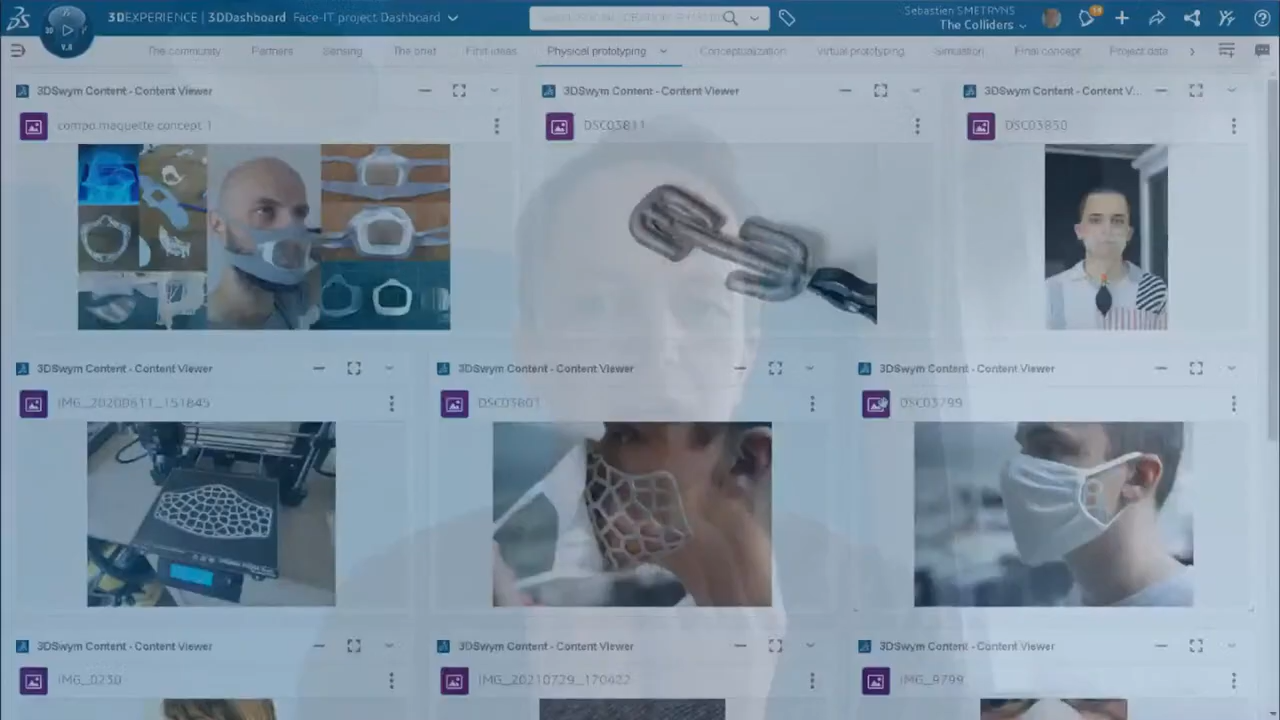 3DEXPERIENCE | 3DDashboard Face-IT project Dashboard
Sebastien SMETRYNS
The Colliders
3D
V.R
The community Partners Sensing The brief First ideas Physical prototyping Conceptualization Virtual prototyping Simulation Final concept Project data
3DSwym Content - Content Viewer
compo.maquette.concept 1
3DSwym Content - Content Viewer
DSC03811
3DSwym Content - Content V...
DSC03830
3DSwym Content - Content Viewer
IMG_20200611_151845
3DSwym Content - Content Viewer
DSC03801
3DSwym Content - Content Viewer
DSC03799
3DSwym Content - Content Viewer
IMG_0230
3DSwym Content - Content Viewer
IMG_20210729_170422
3DSwym Content - Content Viewer
IMG_9799